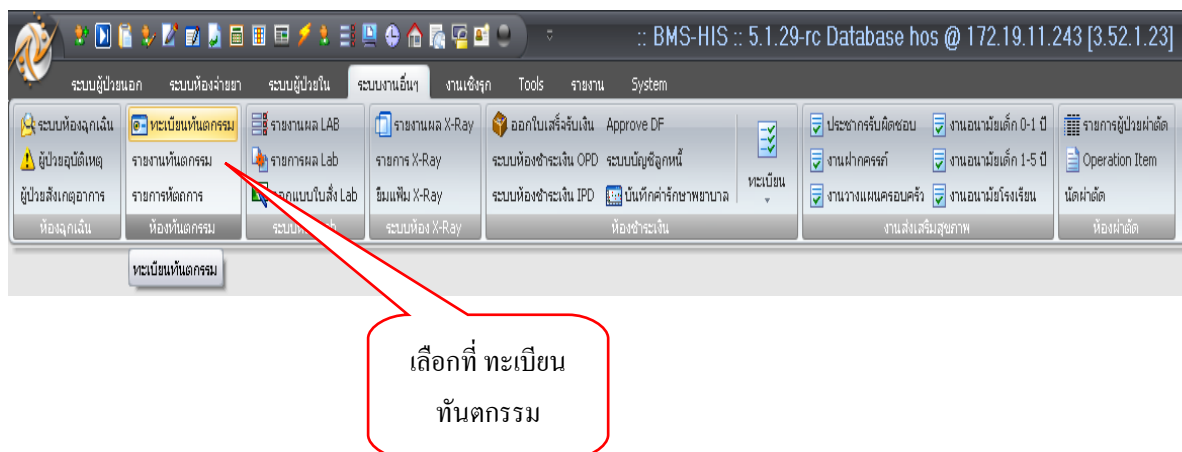 :: BMS-HIS :: 5.1.29-rc Database hos @ 172.19.11.243 [3.52.1.23]
ระบบผู้ป่วยนอก ระบบห้องจ่ายยา ระบบผู้ป่วยใน ระบบงานอื่นๆ งานเชิงรุก Tools รายงาน System
ระบบห้องฉุกเฉิน ทะเบียนทันตกรรม รายงานผล LAB รายงานผล X-Ray ออกใบเสร็จรับเงิน Approve DF ประชากรรับผิดชอบ งานอนามัยเด็ก 0-1 ปี รายการผู้ป่วยผ่าตัด
ผู้ป่วยอุบัติเหตุ รายงานทันตกรรม รายการผล Lab รายการ X-Ray ระบบห้องชำระเงิน OPD ระบบบัญชีลูกหนี้ งานฝากครรภ์ งานอนามัยเด็ก 1-5 ปี Operation Item
ทะเบียน
ผู้ป่วยสังเกตุอาการ รายการหัตถการ ออกแบบใบสั่ง Lab ยืมแฟ้ม X-Ray ระบบห้องชำระเงิน IPD บันทึกค่ารักษาพยาบาล งานวางแผนครอบครัว งานอนามัยโรงเรียน นัดผ่าตัด
ห้องฉุกเฉิน ห้องทันตกรรม ระบบห้อง X-Ray ห้องชำระเงิน งานส่งเสริมสุขภาพ ห้องผ่าตัด
ทะเบียนทันตกรรม
เลือกที่ ทะเบียน
ทันตกรรม